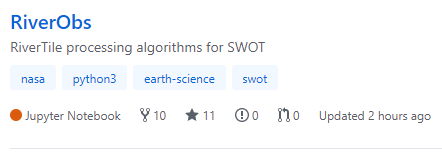 RiverObs
RiverTile processing algorithms for SWOT
nasa python3 earth-science swot
Jupyter Notebook 10 11 0 0 Updated 2 hours ago